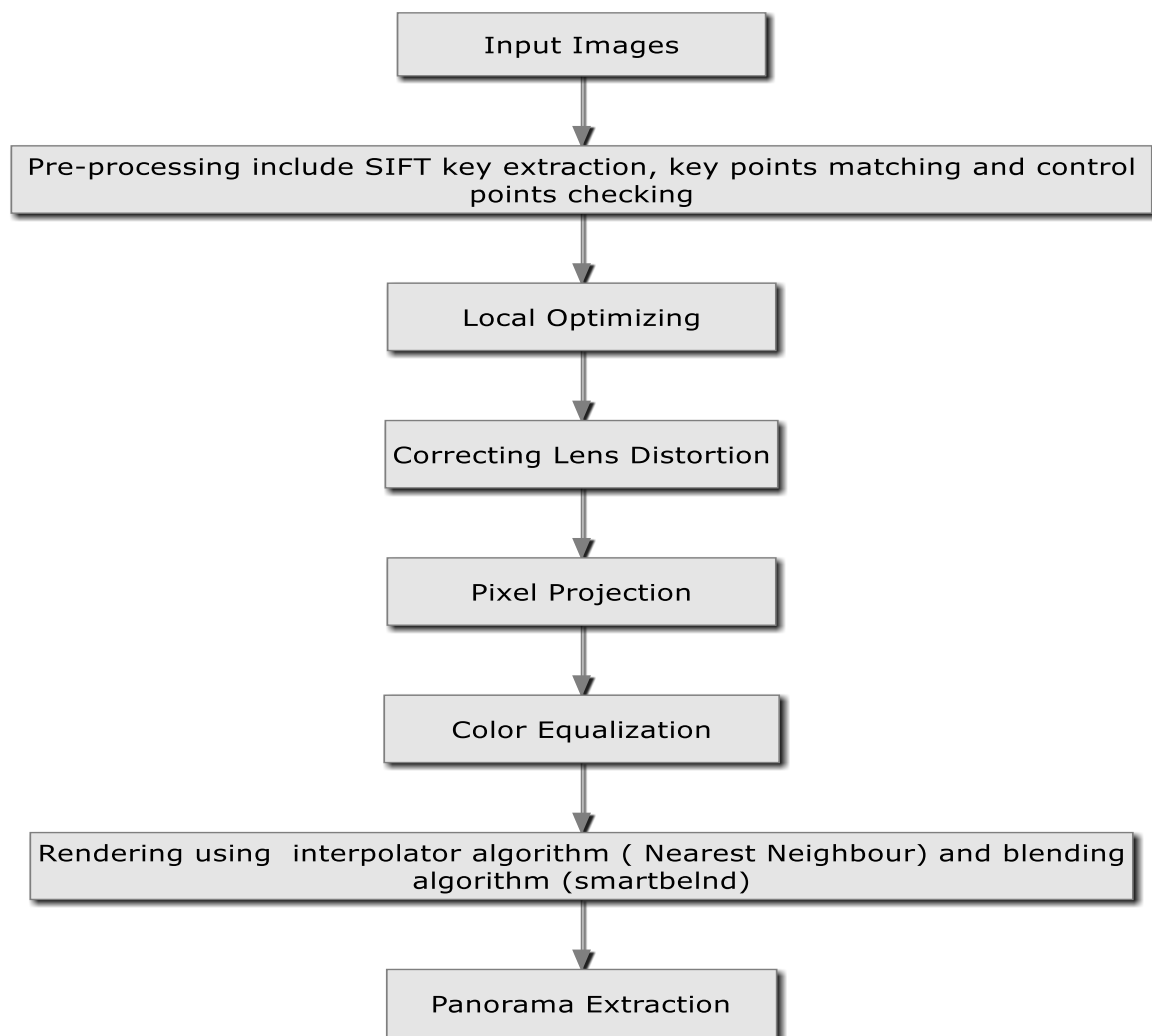 Input Images
Pre-processing include SIFT key extraction, key points matching and control
points checking
Local Optimizing
Correcting Lens Distortion
Pixel Projection
Color Equalization
Rendering using  interpolator algorithm ( Nearest Neighbour) and blending
algorithm (smartbelnd)
Panorama Extraction